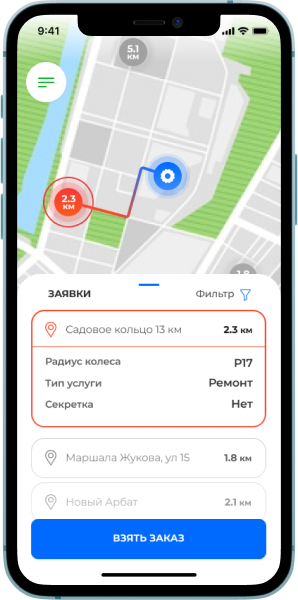 9:41
5.1
км
2.3
км
1.8
ЗАЯВКИ Фильтр
Садовое кольцо 13 км 2.3 км
Радиус колеса Р17
Тип услуги Ремонт
Секретка Нет
Маршала Жукова, ул 15 1.8 км
Новый Арбат 2.1 км
ВЗЯТЬ ЗАКАЗ